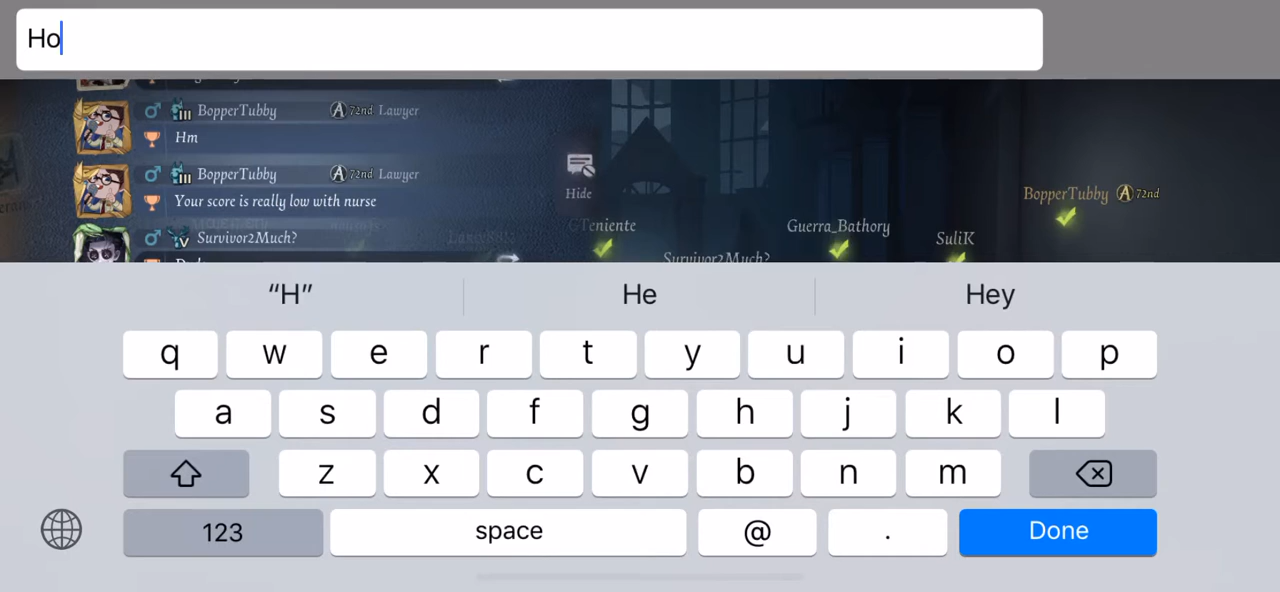 Ho
BopperTubby 72nd Lawyer
Hm
BopperTubby 72nd Lawyer
Your score is really low with nurse
Survivor2Much?
Hide
GTeniente
Survivor2Much?
Guerra_Bathory
SuliK
BopperTubby 72nd
“H” He Hey
q w e r t y u i o p
a s d f g h j k l
z x c v b n m
123 space @ . Done